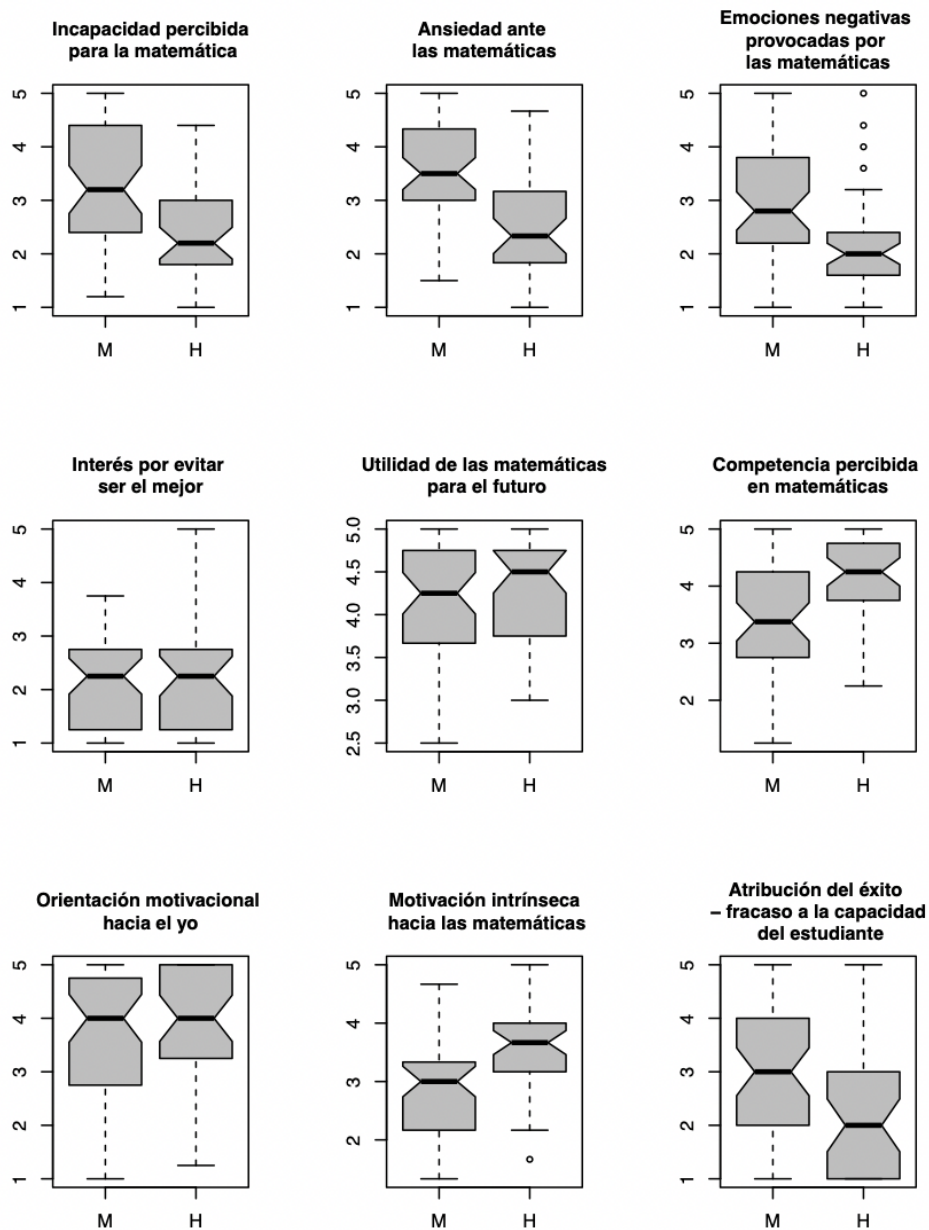 Incapacidad percibida
para la matemática
Ansiedad ante
las matemáticas
Emociones negativas
provocadas por
las matemáticas
5
4
3
2
1
M H
5
4
3
2
1
M H
5
4
3
2
1
M H
Interés por evitar
ser el mejor
Utilidad de las matemáticas
para el futuro
Competencia percibida
en matemáticas
5
4
3
2
1
M H
5.0
4.5
4.0
3.5
3.0
2.5
M H
5
4
3
2
M H
Orientación motivacional
hacia el yo
Motivación intrínseca
hacia las matemáticas
Atribución del éxito
– fracaso a la capacidad
del estudiante
5
4
3
2
1
M H
5
4
3
2
M H
5
4
3
2
1
M H